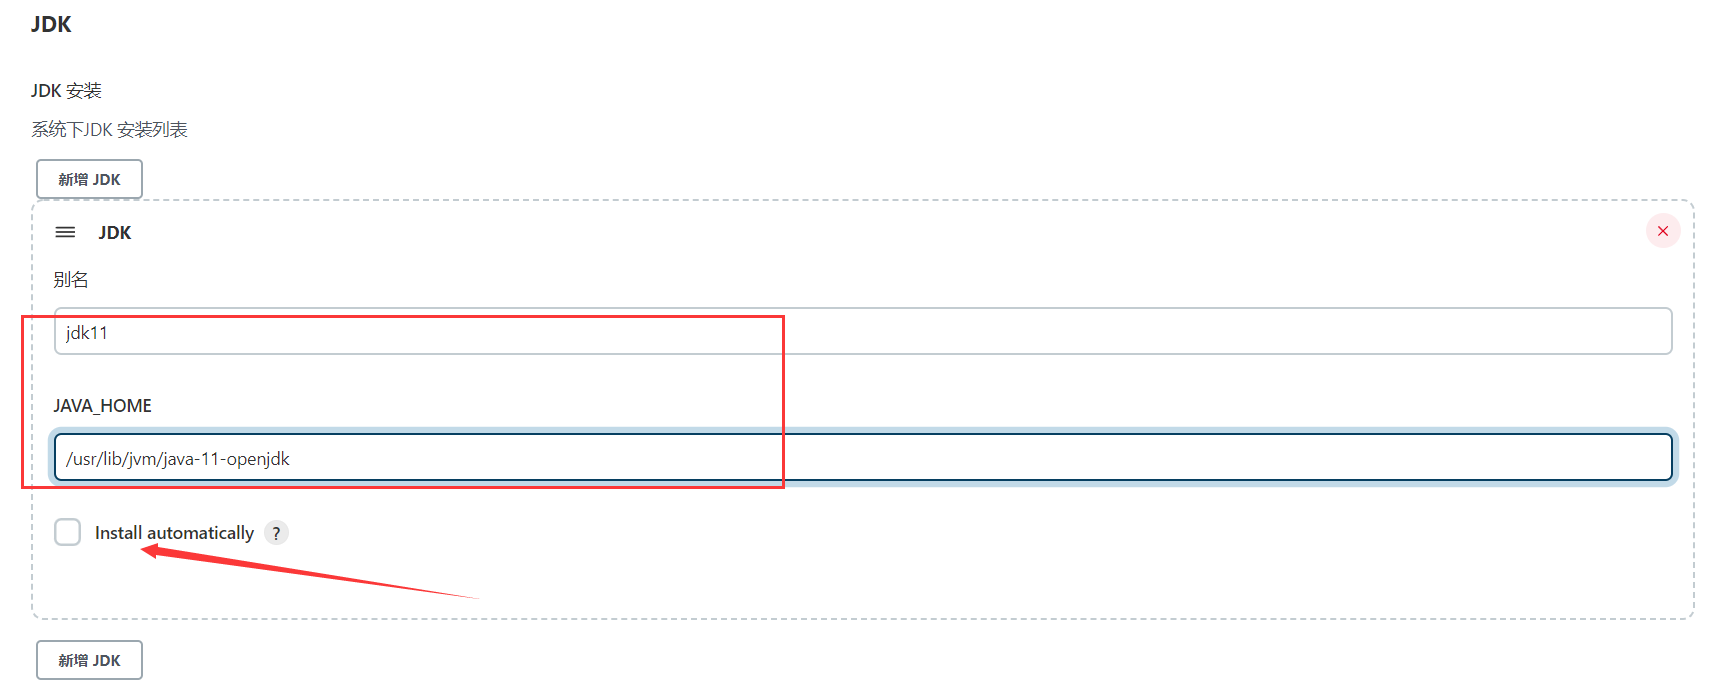 JDK
JDK 安装
系统下JDK 安装列表
新增 JDK
JDK
别名
jdk11
JAVA_HOME
/usr/lib/jvm/java-11-openjdk
Install automatically ?
新增 JDK